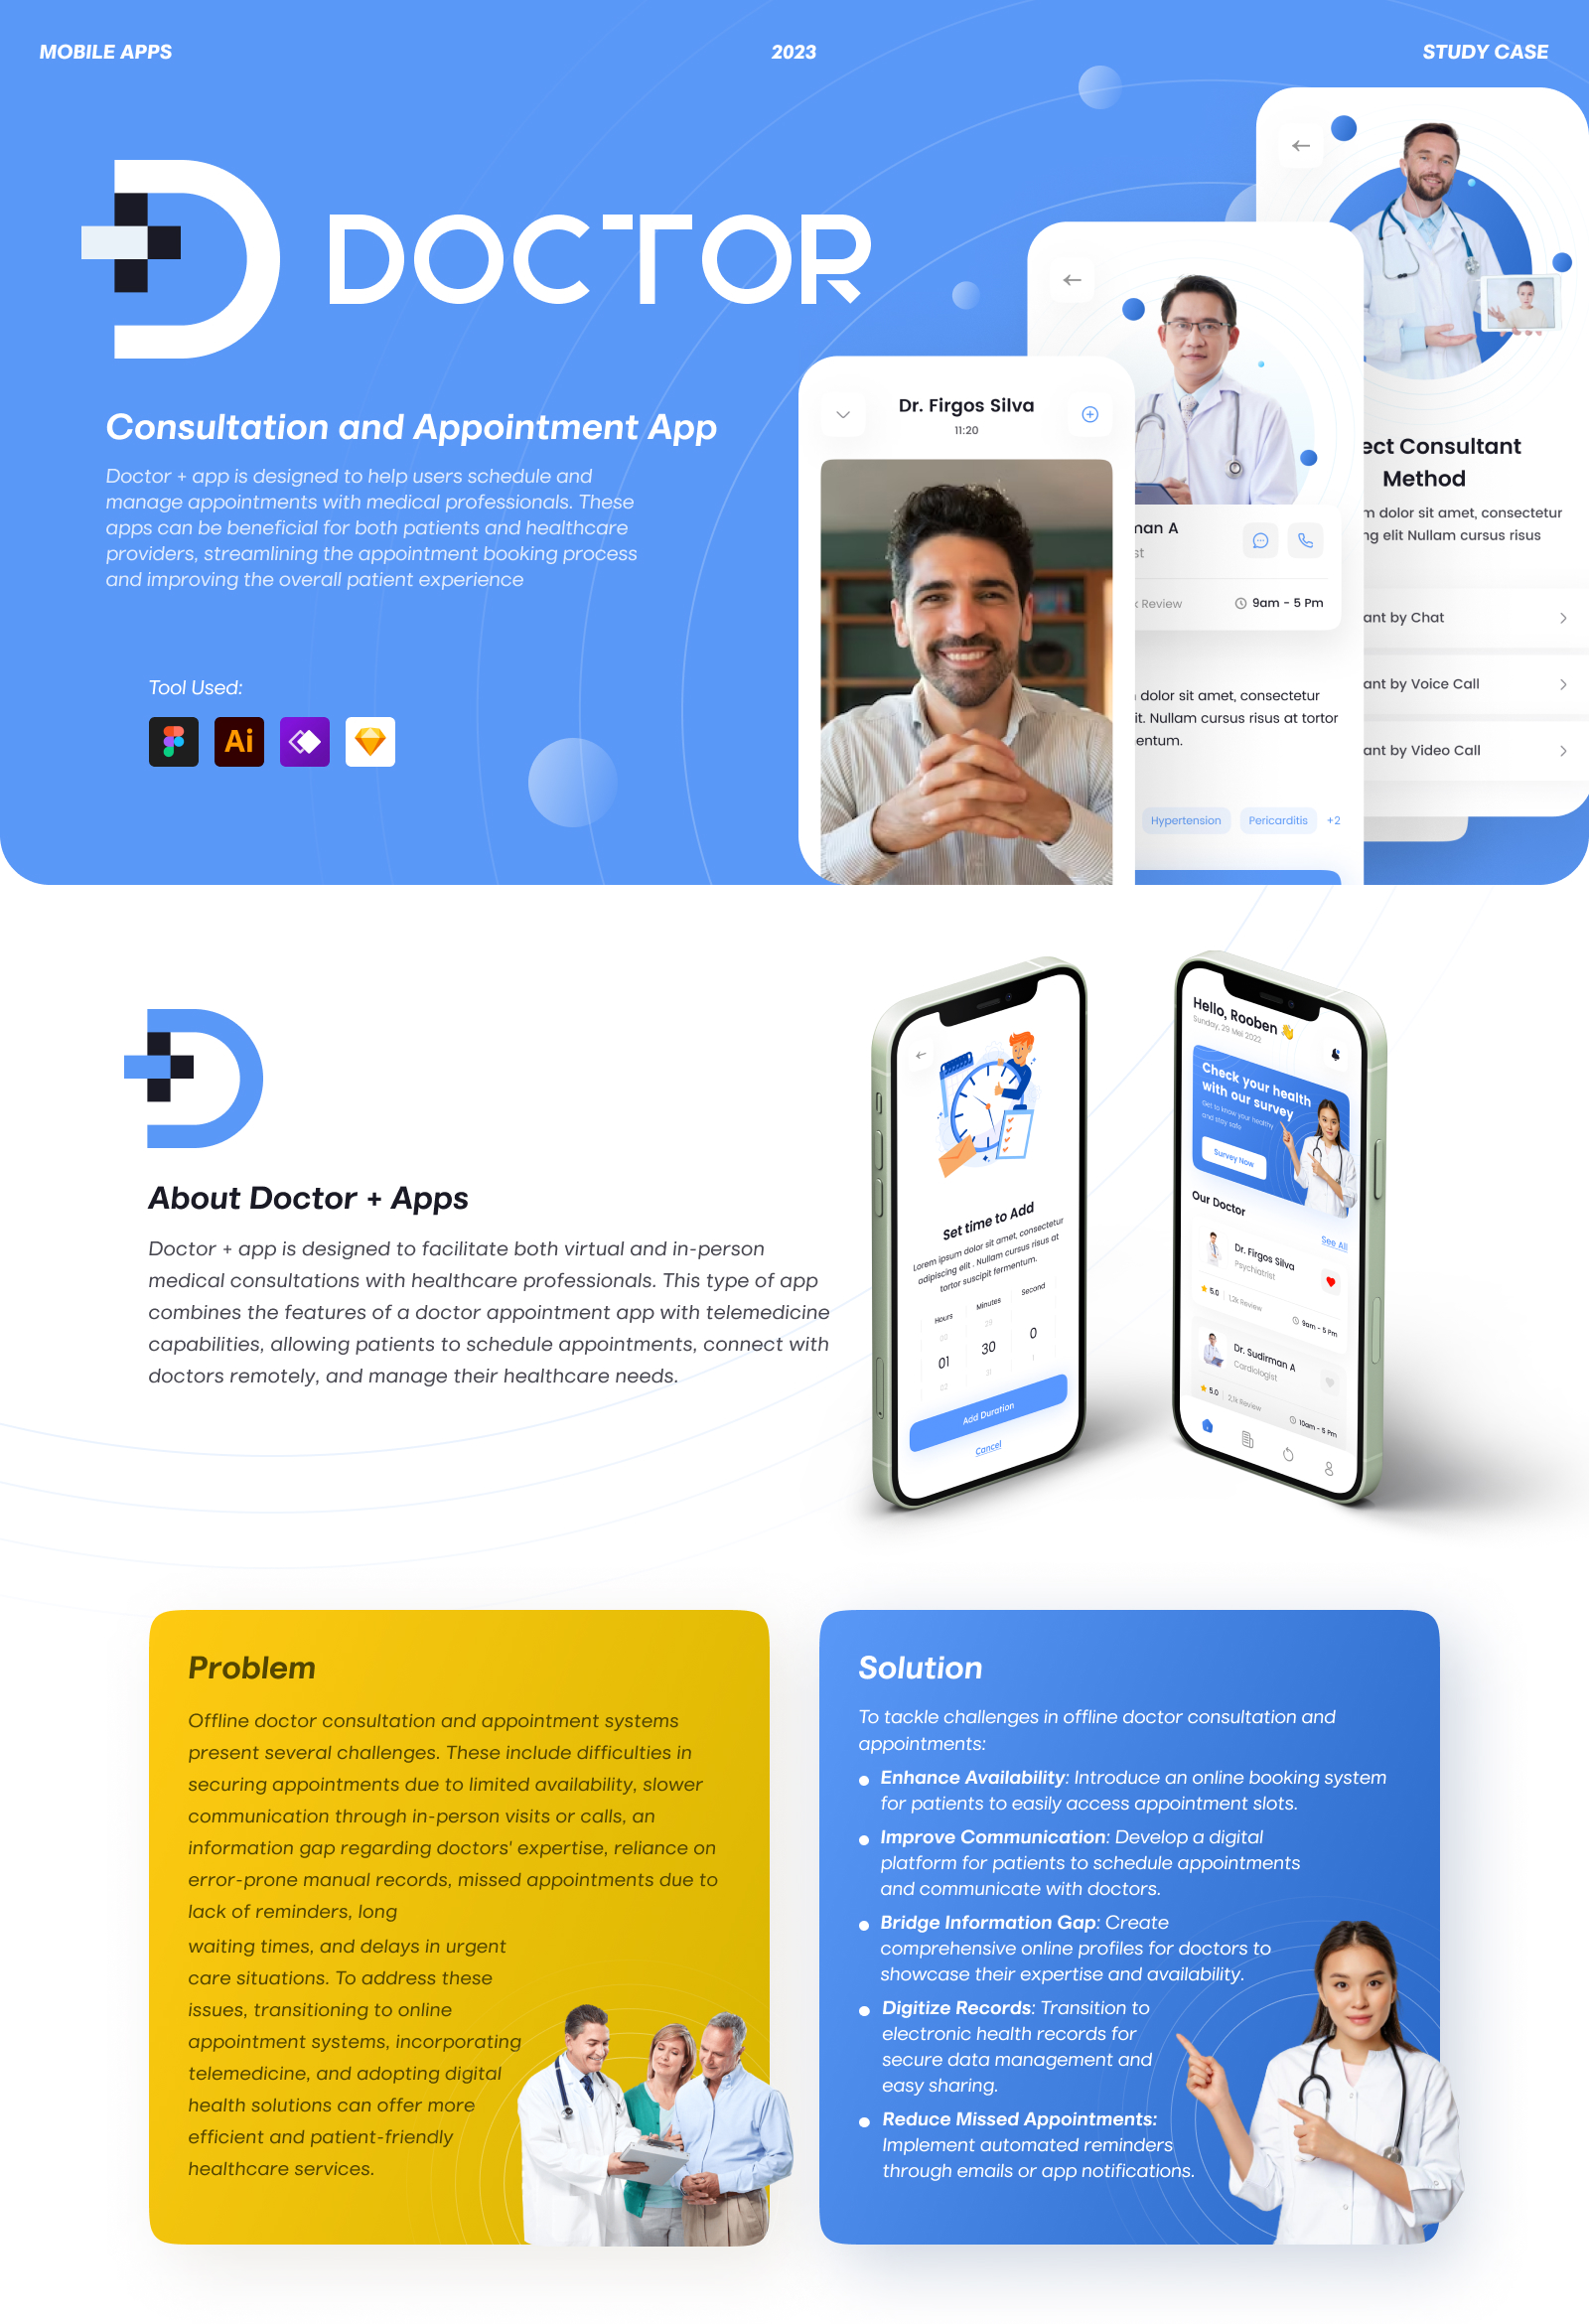 MOBILE APPS
2023
STUDY CASE
DOCTOR
Consultation and Appointment App
Doctor + app is designed to help users schedule and
manage appointments with medical professionals. These
apps can be beneficial for both patients and healthcare
providers, streamlining the appointment booking process
and improving the overall patient experience
Tool Used:
Ai
Dr. Firgos Silva
11:20
man A
st
k Review
9am - 5 Pm
dolor sit amet, consectetur
it. Nullam cursus risus at tortor
entum.
Hypertension
Pericarditis
+2
ect Consultant
Method
m dolor sit amet, consectetur
ng elit Nullam cursus risus
ant by Chat
ant by Voice Call
ant by Video Call
About Doctor + Apps
Doctor + app is designed to facilitate both virtual and in-person
medical consultations with healthcare professionals. This type of app
combines the features of a doctor appointment app with telemedicine
capabilities, allowing patients to schedule appointments, connect with
doctors remotely, and manage their healthcare needs.
Set time to Add
Lorem ipsum dolor sit amet, consectetur
adipiscing elit . Nullam cursus risus at
tortor suscipit fermentum.
Hours
Minutes
Second
29
01
30
0
31
1
Add Duration
Cancel
Hello, Rooben 👋
Sunday, 29 Mei 2022
Check your health
with our survey
Get to know your healthy
and stay safe
Survey Now
Our Doctor
See All
Dr. Firgos Silva
Psychiatrist
5.0
1.2k Review
9am - 5 Pm
Dr. Sudirman A
Cardiologist
5.0
2.1k Review
10am - 5 Pm
Problem
Offline doctor consultation and appointment systems
present several challenges. These include difficulties in
securing appointments due to limited availability, slower
communication through in-person visits or calls, an
information gap regarding doctors' expertise, reliance on
error-prone manual records, missed appointments due to
lack of reminders, long
waiting times, and delays in urgent
care situations. To address these
issues, transitioning to online
appointment systems, incorporating
telemedicine, and adopting digital
health solutions can offer more
efficient and patient-friendly
healthcare services.
Solution
To tackle challenges in offline doctor consultation and
appointments:
Enhance Availability: Introduce an online booking system
for patients to easily access appointment slots.
Improve Communication: Develop a digital
platform for patients to schedule appointments
and communicate with doctors.
Bridge Information Gap: Create
comprehensive online profiles for doctors to
showcase their expertise and availability.
Digitize Records: Transition to
electronic health records for
secure data management and
easy sharing.
Reduce Missed Appointments:
Implement automated reminders
through emails or app notifications.